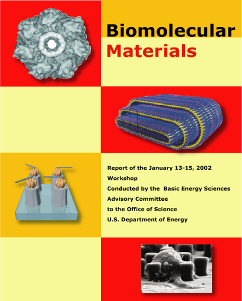 Biomolecular
Materials
Report of the January 13-15, 2002
Workshop
Conducted by the Basic Energy Sciences
Advisory Committee
to the Office of Science
U.S. Department of Energy